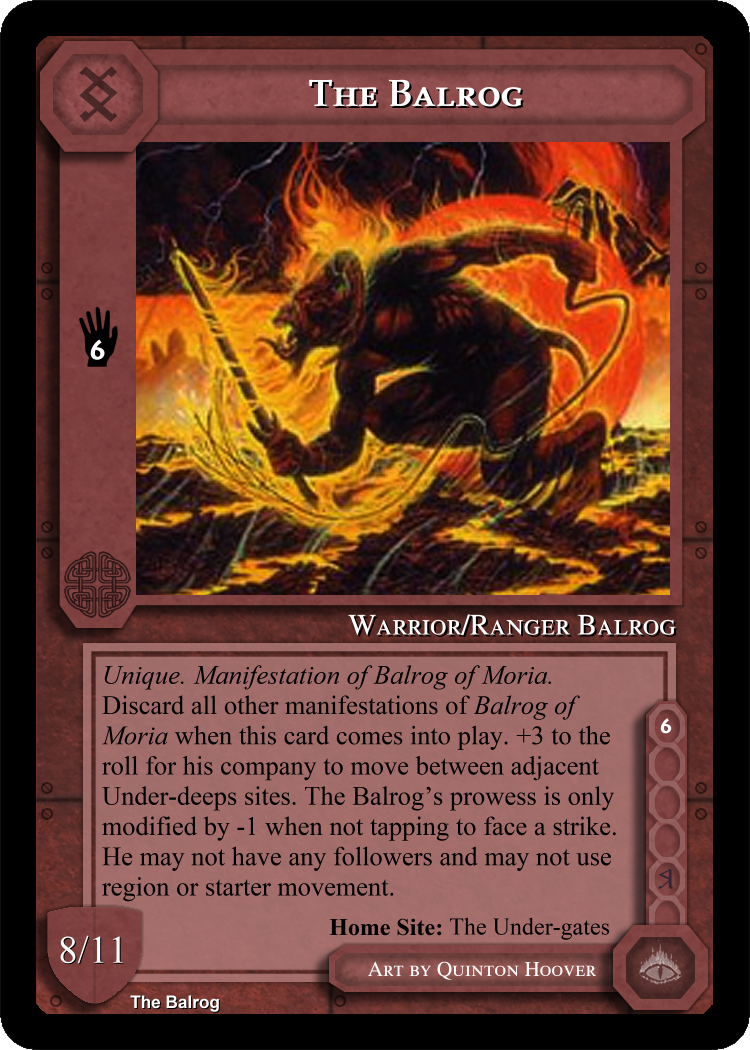 The Balrog
6
Warrior/Ranger Balrog
Unique. Manifestation of Balrog of Moria.
Discard all other manifestations of Balrog of
Moria when this card comes into play. +3 to the
roll for his company to move between adjacent
Under-deeps sites. The Balrog’s prowess is only
modified by -1 when not tapping to face a strike.
He may not have any followers and may not use
region or starter movement.
6
Home Site: The Under-gates
8/11
Art by Quinton Hoover
The Balrog